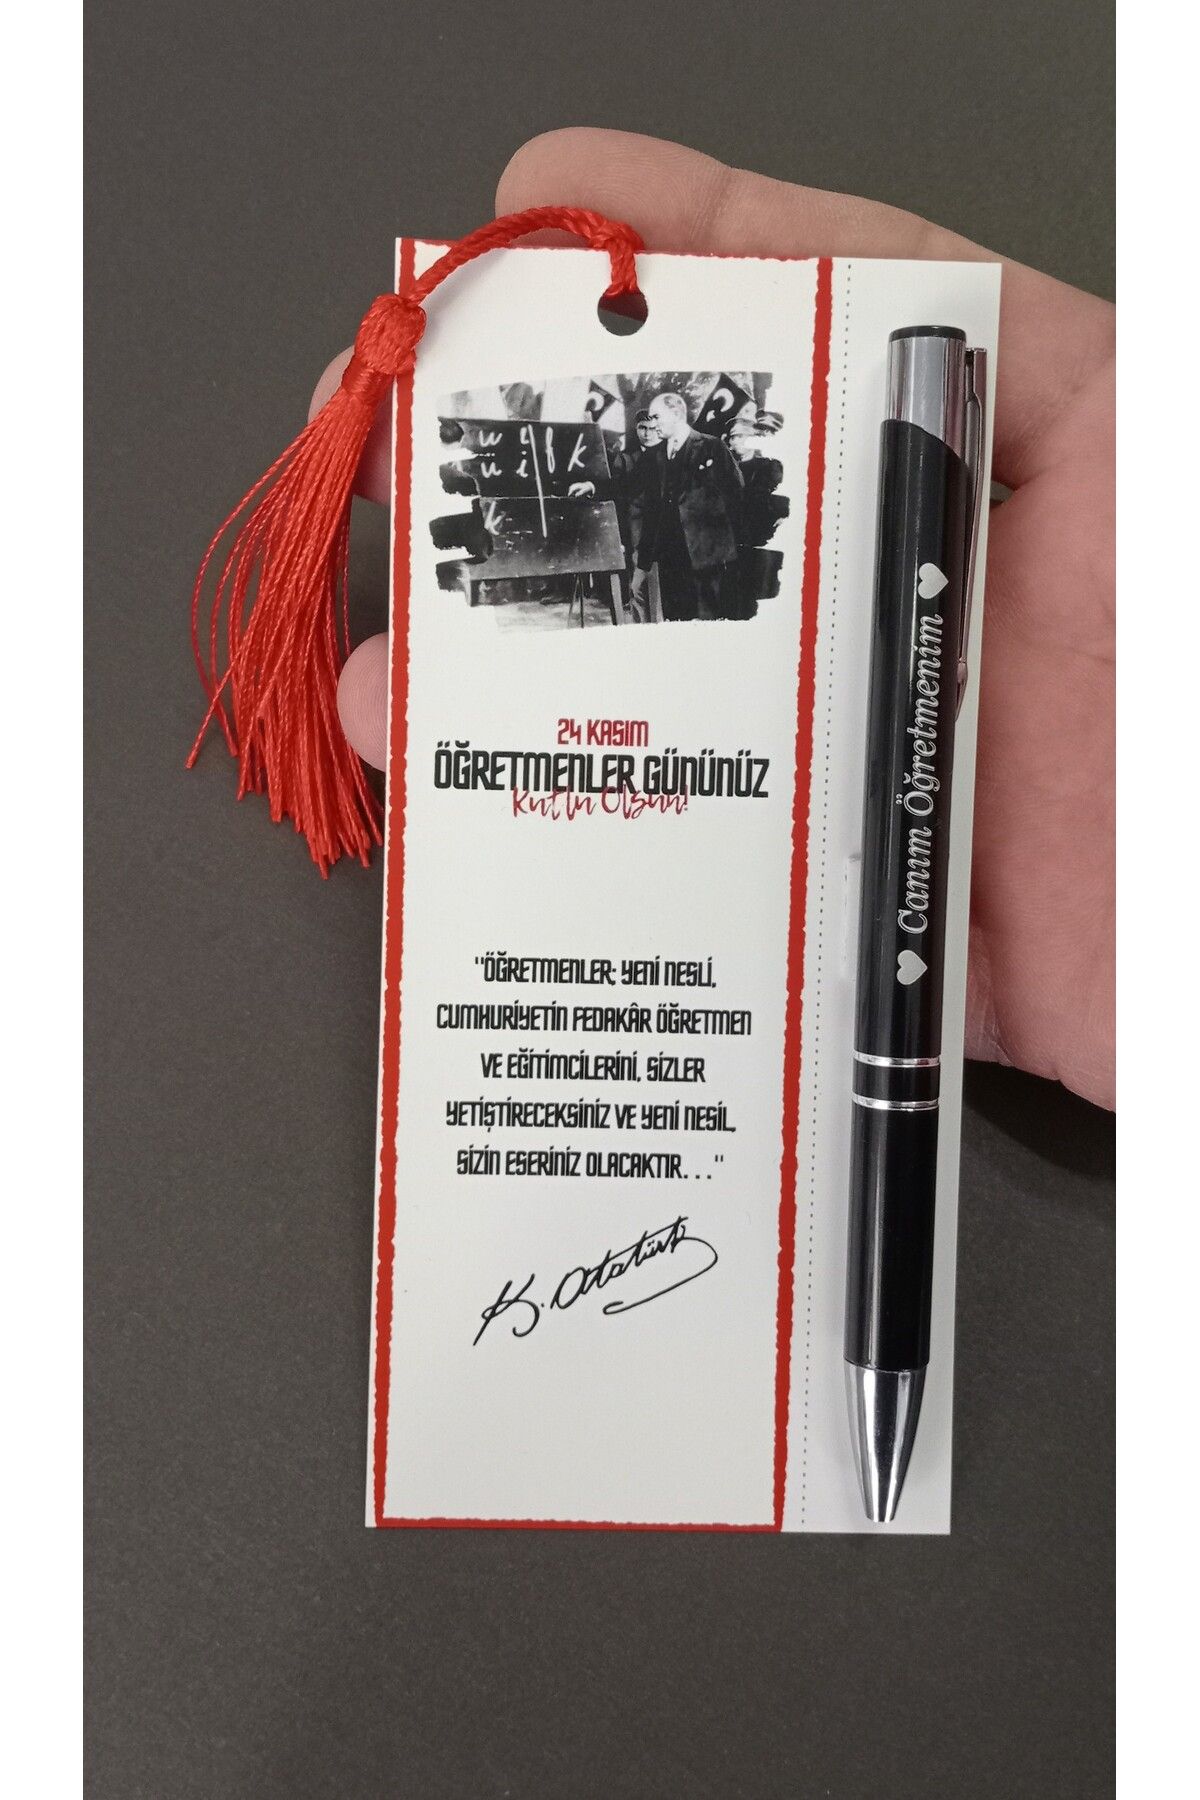 w l f k
ü i
k
24 KASIM
ÖĞRETMENLER GÜNÜNÜZ
Kutlu Olsun!
"ÖĞRETMENLER; YENİ NESLİ,
CUMHURİYETİN FEDAKÂR ÖĞRETMEN
VE EĞİTİMCİLERİNİ, SİZLER
YETİŞTİRECEKSİNİZ VE YENİ NESİL,
SİZİN ESERİNİZ OLACAKTIR. . ."
K. Atatürk
Canım Öğretmenim